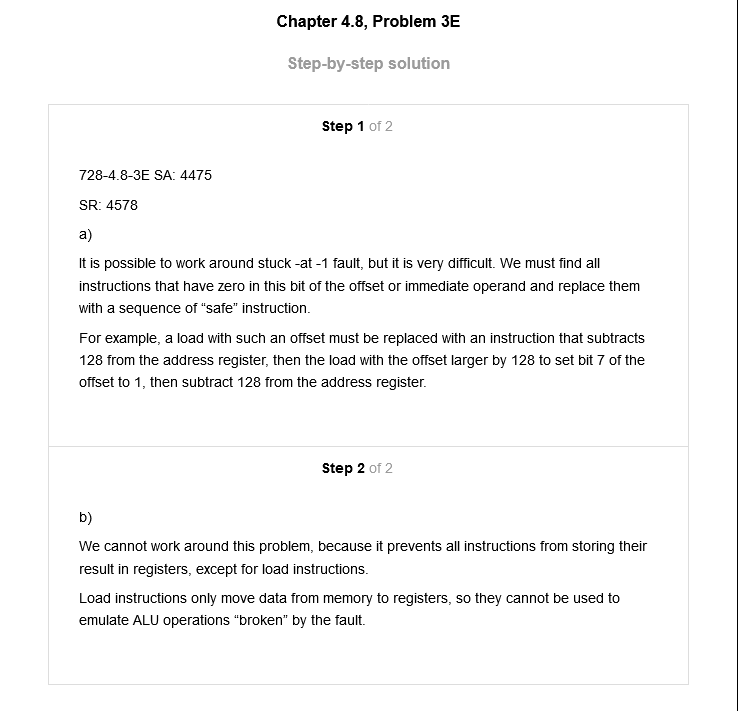 Chapter 4.8, Problem 3E
Step-by-step solution
Step 1 of 2
728-4.8-3E SA: 4475
SR: 4578
a)
It is possible to work around stuck -at -1 fault, but it is very difficult. We must find all
instructions that have zero in this bit of the offset or immediate operand and replace them
with a sequence of “safe” instruction.
For example, a load with such an offset must be replaced with an instruction that subtracts
128 from the address register, then the load with the offset larger by 128 to set bit 7 of the
offset to 1, then subtract 128 from the address register.
Step 2 of 2
b)
We cannot work around this problem, because it prevents all instructions from storing their
result in registers, except for load instructions.
Load instructions only move data from memory to registers, so they cannot be used to
emulate ALU operations “broken” by the fault.